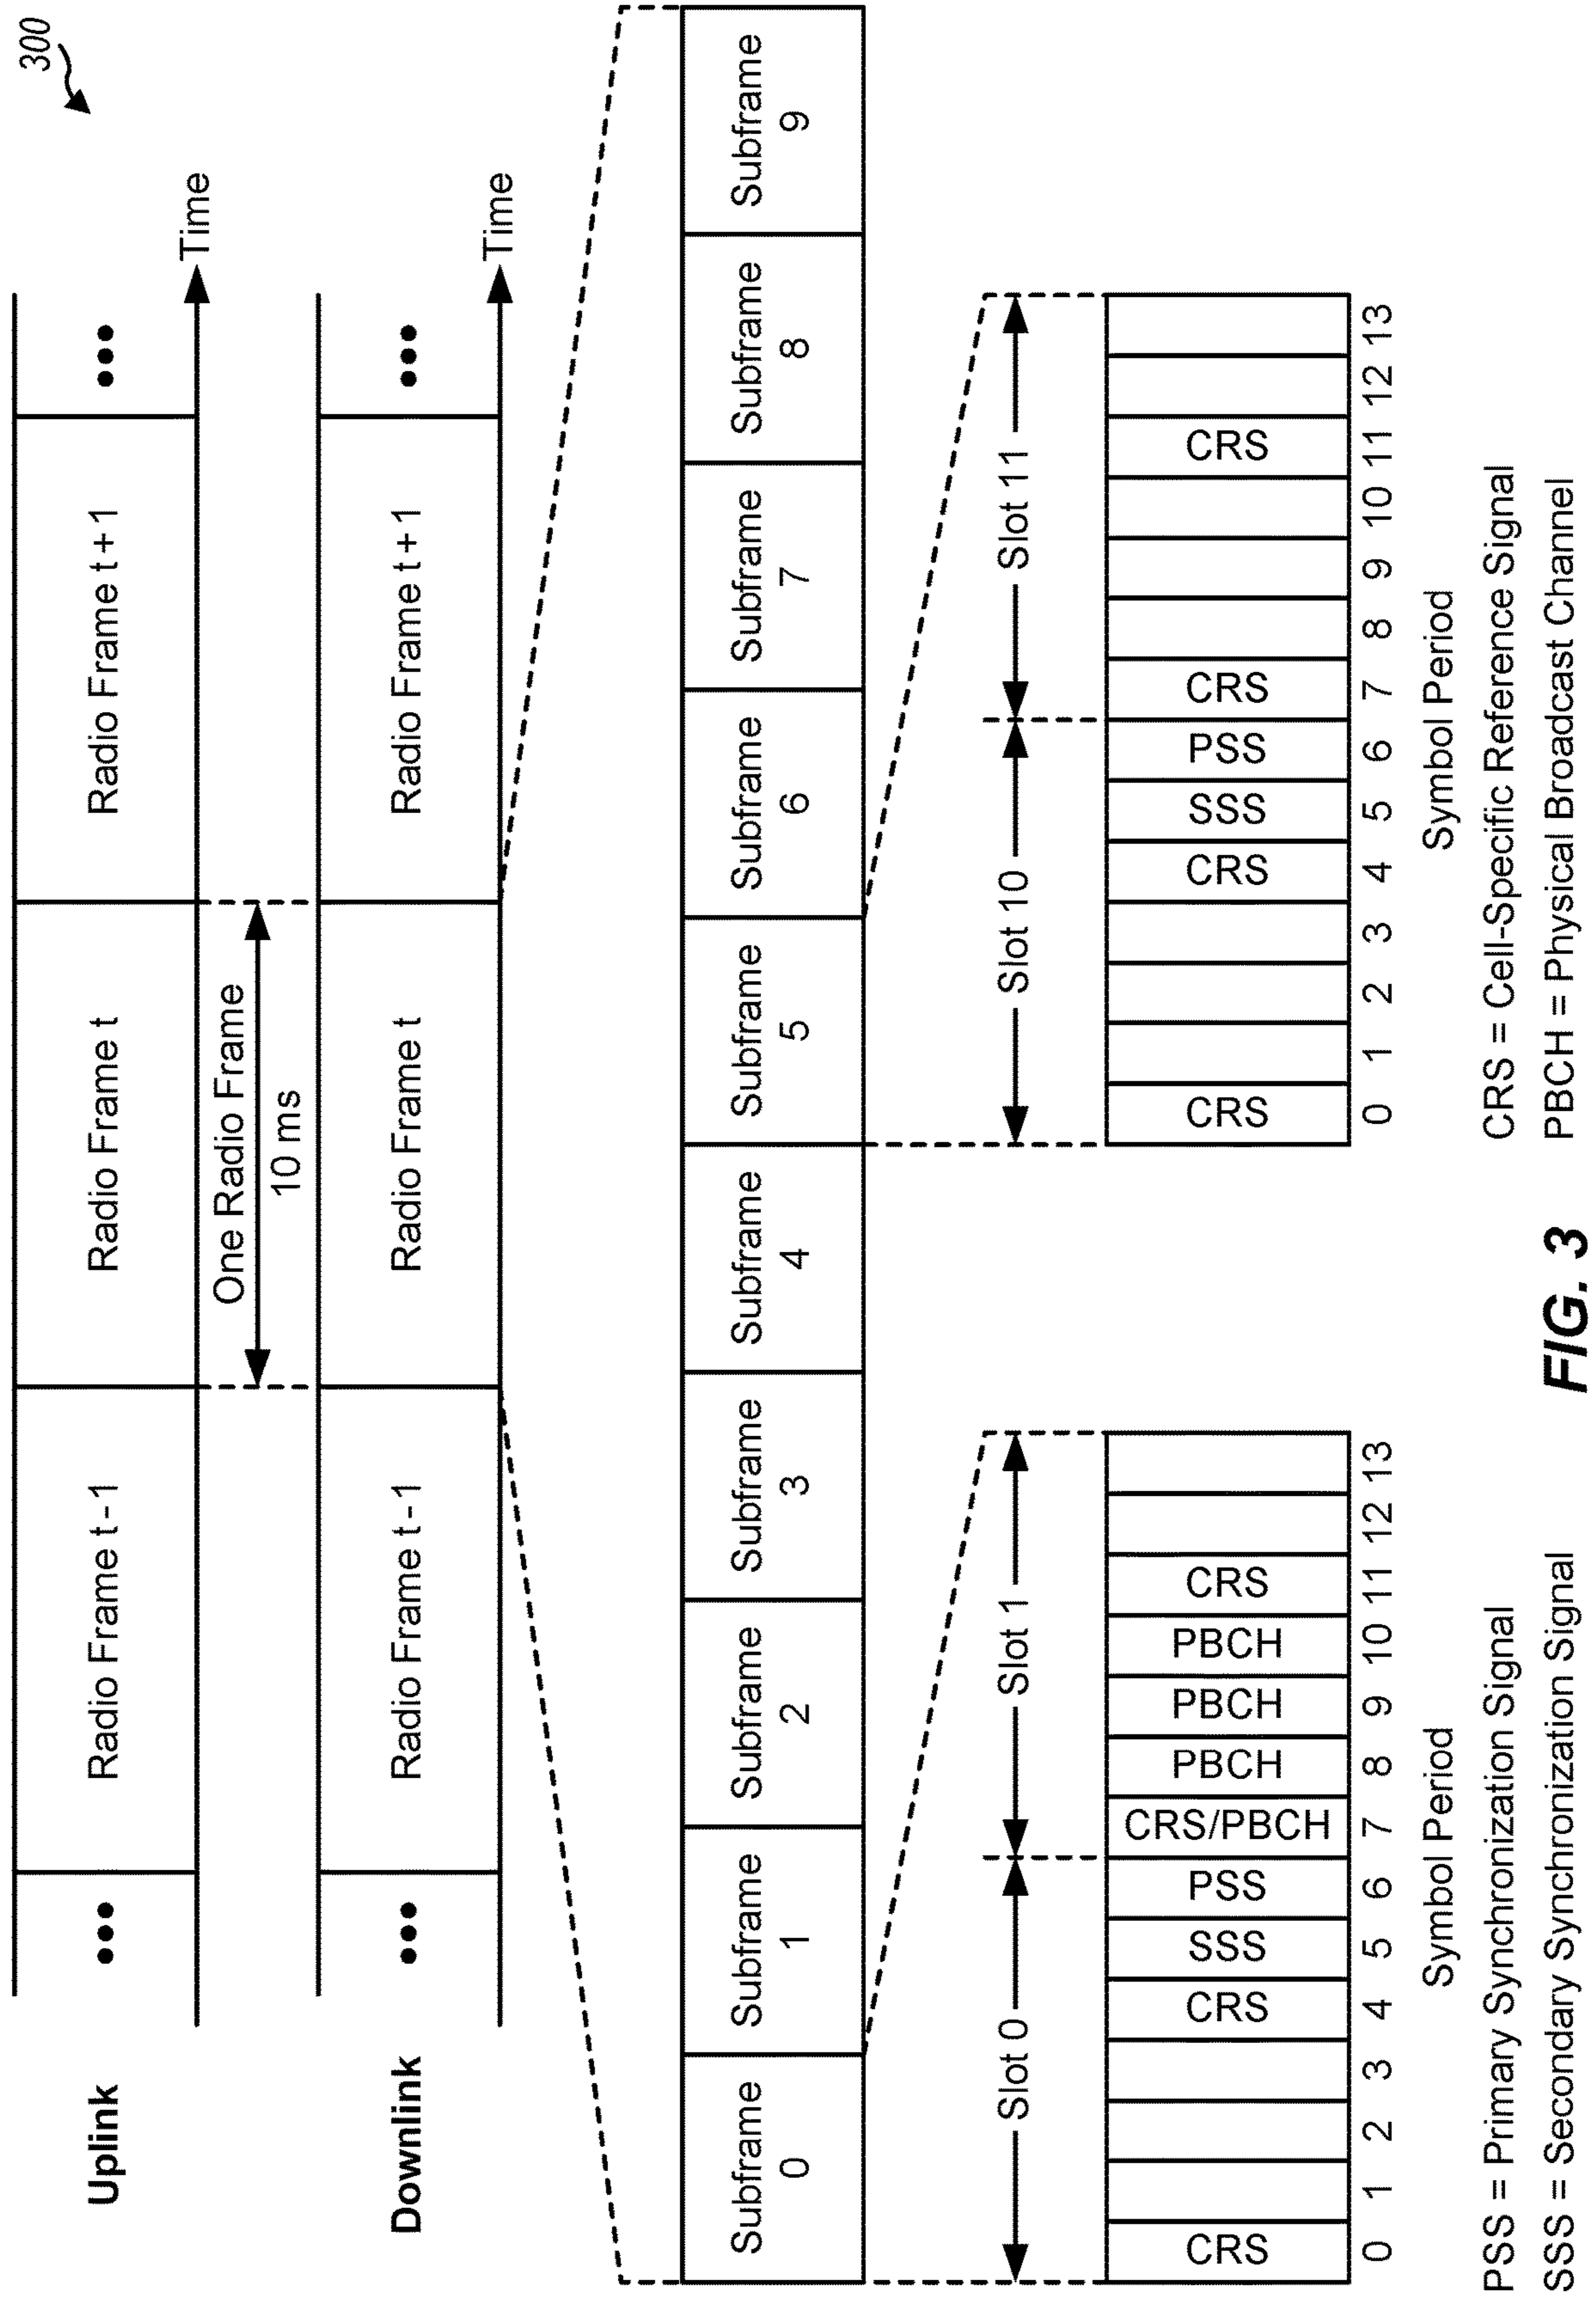 300
Uplink
••• Radio Frame t - 1 Radio Frame t Radio Frame t + 1 •••
Time
One Radio Frame
10 ms
Downlink
••• Radio Frame t - 1 Radio Frame t Radio Frame t + 1 •••
Time
Subframe Subframe Subframe Subframe Subframe Subframe Subframe Subframe Subframe Subframe
0 1 2 3 4 5 6 7 8 9
Slot 0 Slot 1 Slot 10 Slot 11
CRS CRS SSS PSS CRS/PBCH PBCH PBCH PBCH CRS
0 1 2 3 4 5 6 7 8 9 10 11 12 13
Symbol Period
CRS CRS SSS PSS CRS CRS
0 1 2 3 4 5 6 7 8 9 10 11 12 13
Symbol Period
PSS = Primary Synchronization Signal
SSS = Secondary Synchronization Signal
CRS = Cell-Specific Reference Signal
PBCH = Physical Broadcast Channel
FIG. 3